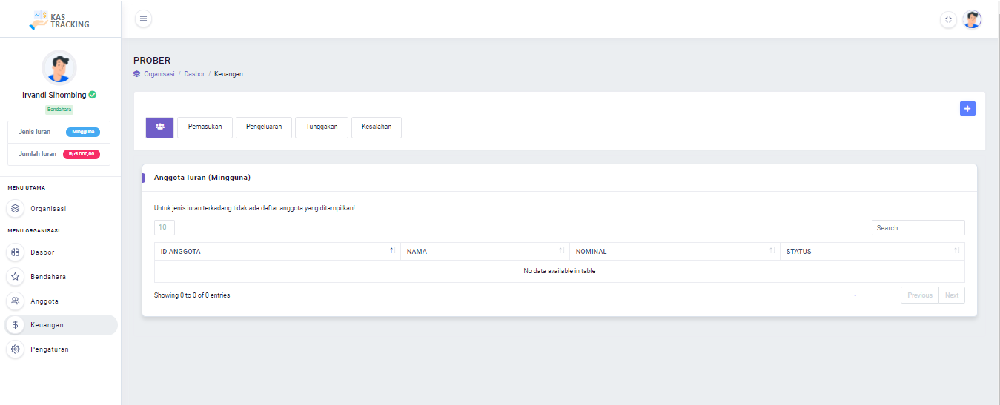 KAS
TRACKING
Irvandi Sihombing
Bendahara
Jenis Iuran Mingguna
Jumlah Iuran Rp5.000,00
MENU UTAMA
Organisasi
MENU ORGANISASI
Dasbor
Bendahara
Anggota
Keuangan
Pengaturan
PROBER
Organisasi / Dasbor / Keuangan
Pemasukan Pengeluaran Tunggakan Kesalahan
Anggota Iuran (Mingguna)
Untuk jenis iuran terkadang tidak ada daftar anggota yang ditampilkan!
10 Search...
ID ANGGOTA NAMA NOMINAL STATUS
No data available in table
Showing 0 to 0 of 0 entries Previous Next